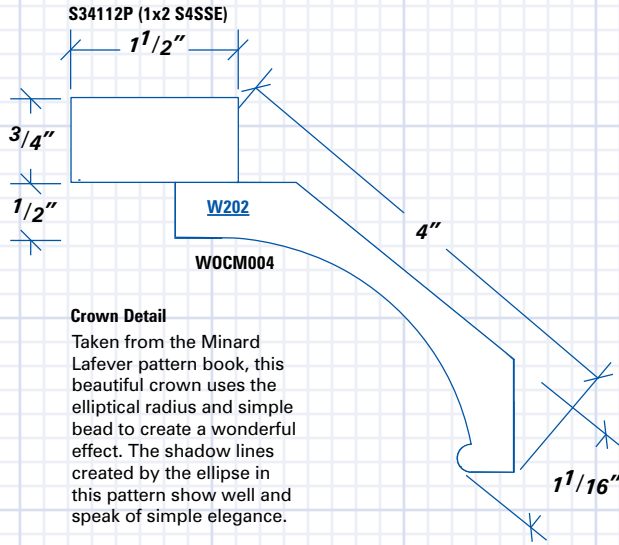 S34112P (1x2 S4SSE)
1 1/2"
3/4"
1/2"
W202
4"
WOCM004
Crown Detail
Taken from the Minard
Lafever pattern book, this
beautiful crown uses the
elliptical radius and simple
bead to create a wonderful
effect. The shadow lines
created by the ellipse in
this pattern show well and
speak of simple elegance.
1 1/16"